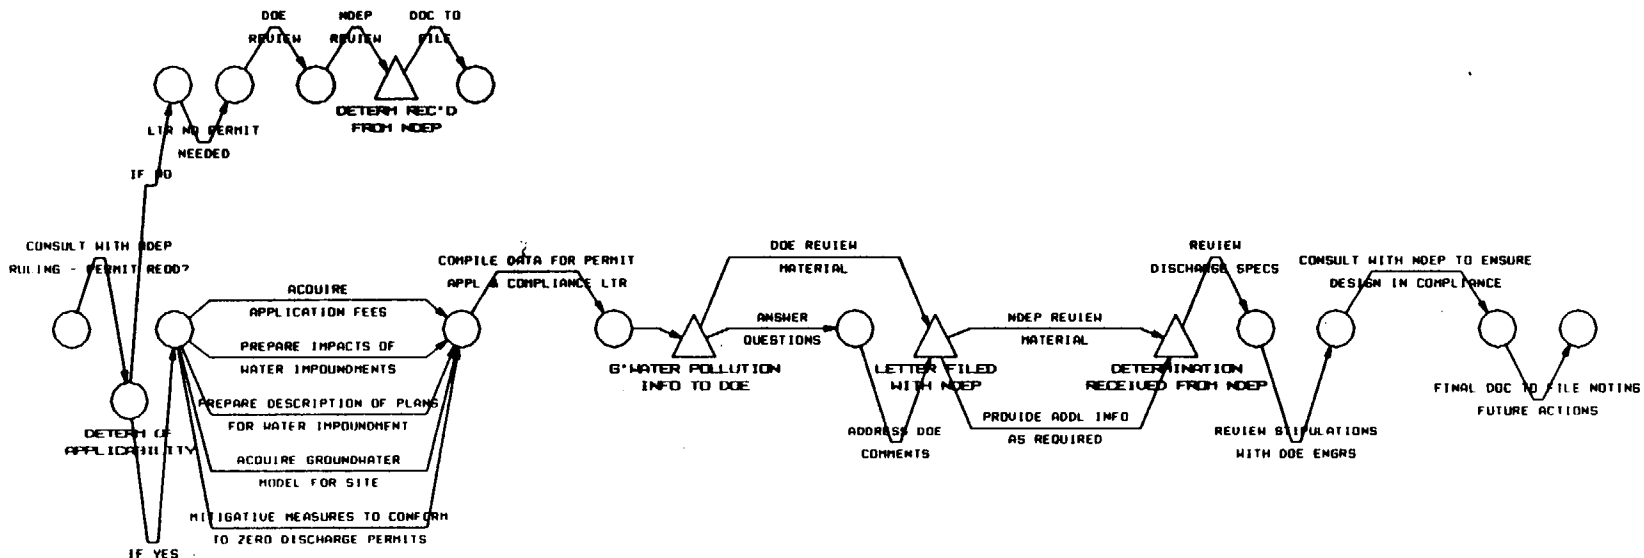 DOE
REVIEW
NDEP
REVIEW
DOC TO
FILE
DETERM REC'D
FROM NDEP
LTR NO PERMIT
NEEDED
IF NO
CONSULT WITH NDEP
RULING - PERMIT REQD?
DETERM OF
APPLICABILITY
IF YES
ACQUIRE
APPLICATION FEES
PREPARE IMPACTS OF
WATER IMPOUNDMENTS
PREPARE DESCRIPTION OF PLANS
FOR WATER IMPOUNDMENT
ACQUIRE GROUNDWATER
MODEL FOR SITE
MITIGATIVE MEASURES TO CONFORM
TO ZERO DISCHARGE PERMITS
COMPILE DATA FOR PERMIT
APPL & COMPLIANCE LTR
G'WATER POLLUTION
INFO TO DOE
DOE REVIEW
MATERIAL
ANSWER
QUESTIONS
ADDRESS DOE
COMMENTS
LETTER FILED
WITH NDEP
NDEP REVIEW
MATERIAL
PROVIDE ADDL INFO
AS REQUIRED
DETERMINATION
RECEIVED FROM NDEP
REVIEW
DISCHARGE SPECS
REVIEW STIPULATIONS
WITH DOE ENGRS
CONSULT WITH NDEP TO ENSURE
DESIGN IN COMPLIANCE
FINAL DOC TO FILE NOTING
FUTURE ACTIONS